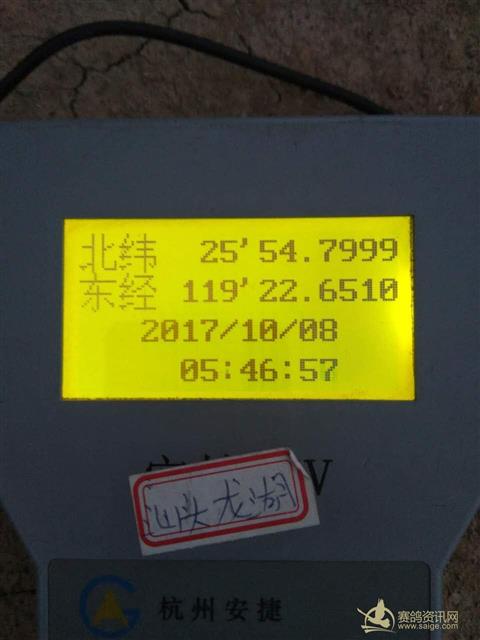 北纬 25'54.7999
东经 119'22.6510
2017/10/08
05:46:57
V
汕头龙湖
杭州安捷
赛鸽资讯网
www.saige.com